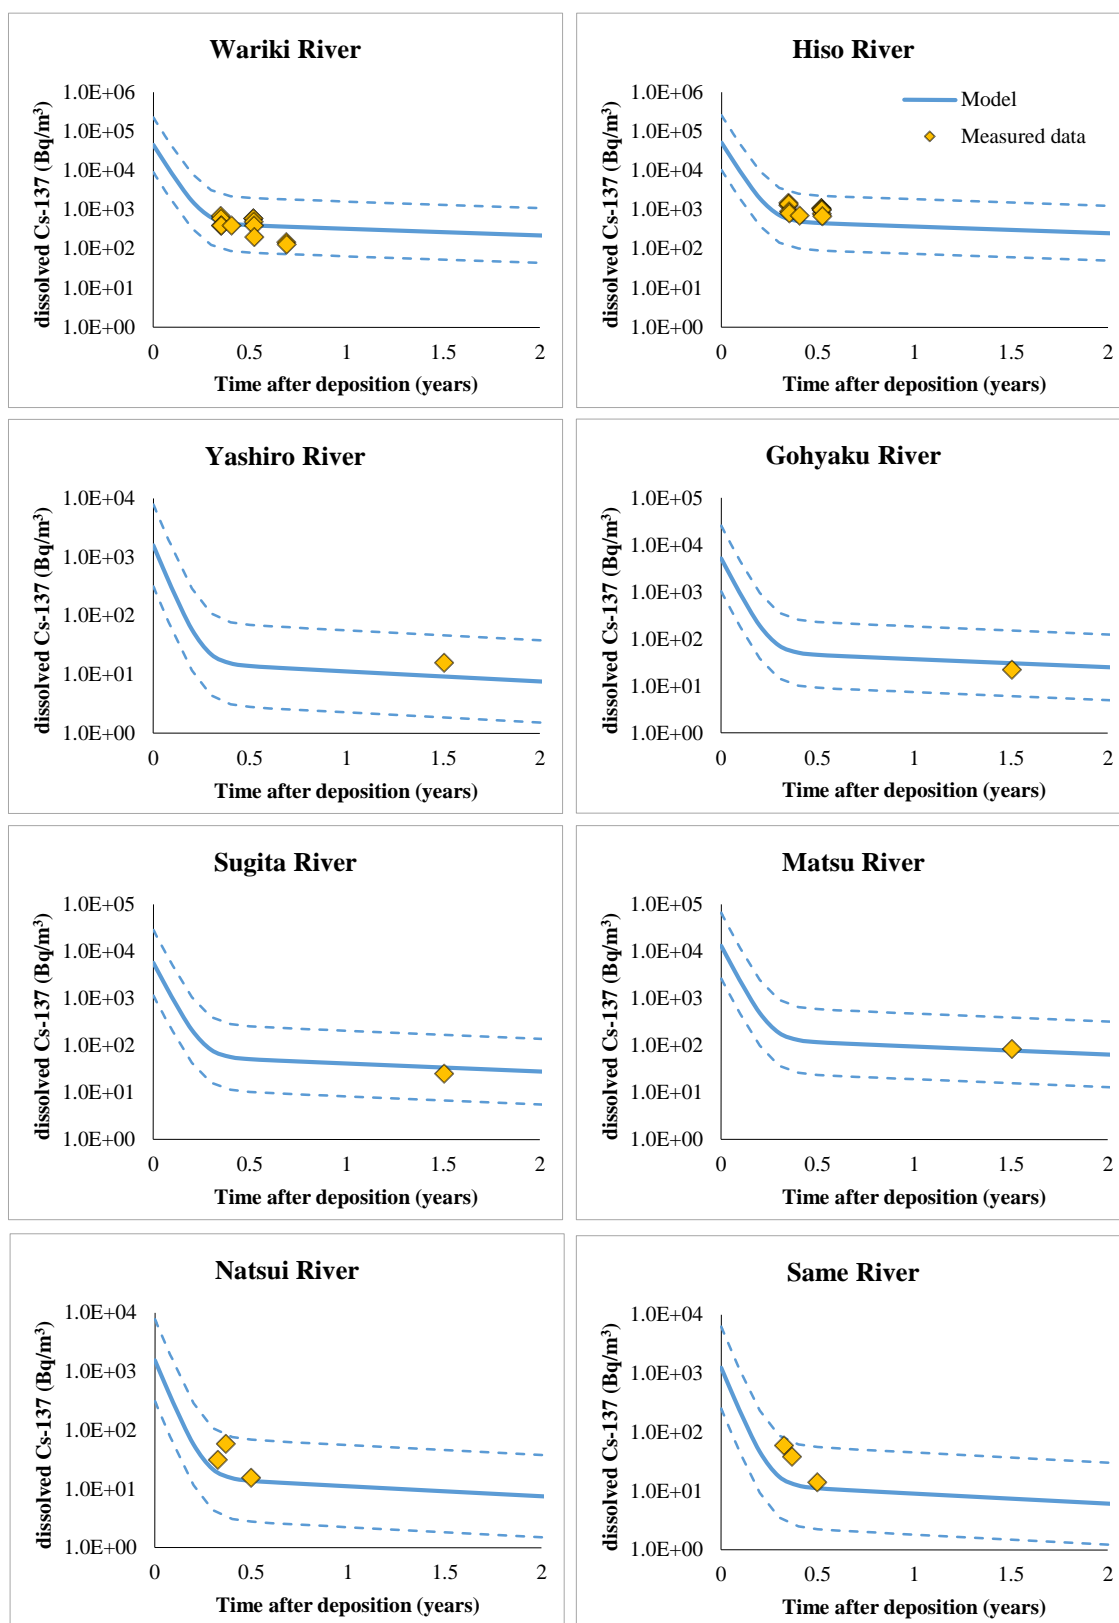 Wariki River
dissolved Cs-137 (Bq/m³)
1.0E+06
1.0E+05
1.0E+04
1.0E+03
1.0E+02
1.0E+01
1.0E+00
0 0.5 1 1.5 2
Time after deposition (years)
Hiso River
Model
Measured data
dissolved Cs-137 (Bq/m³)
1.0E+06
1.0E+05
1.0E+04
1.0E+03
1.0E+02
1.0E+01
1.0E+00
0 0.5 1 1.5 2
Time after deposition (years)
Yashiro River
dissolved Cs-137 (Bq/m³)
1.0E+04
1.0E+03
1.0E+02
1.0E+01
1.0E+00
0 0.5 1 1.5 2
Time after deposition (years)
Gohyaku River
dissolved Cs-137 (Bq/m³)
1.0E+05
1.0E+04
1.0E+03
1.0E+02
1.0E+01
1.0E+00
0 0.5 1 1.5 2
Time after deposition (years)
Sugita River
dissolved Cs-137 (Bq/m³)
1.0E+05
1.0E+04
1.0E+03
1.0E+02
1.0E+01
1.0E+00
0 0.5 1 1.5 2
Time after deposition (years)
Matsu River
dissolved Cs-137 (Bq/m³)
1.0E+05
1.0E+04
1.0E+03
1.0E+02
1.0E+01
1.0E+00
0 0.5 1 1.5 2
Time after deposition (years)
Natsui River
dissolved Cs-137 (Bq/m³)
1.0E+04
1.0E+03
1.0E+02
1.0E+01
1.0E+00
0 0.5 1 1.5 2
Time after deposition (years)
Same River
dissolved Cs-137 (Bq/m³)
1.0E+04
1.0E+03
1.0E+02
1.0E+01
1.0E+00
0 0.5 1 1.5 2
Time after deposition (years)